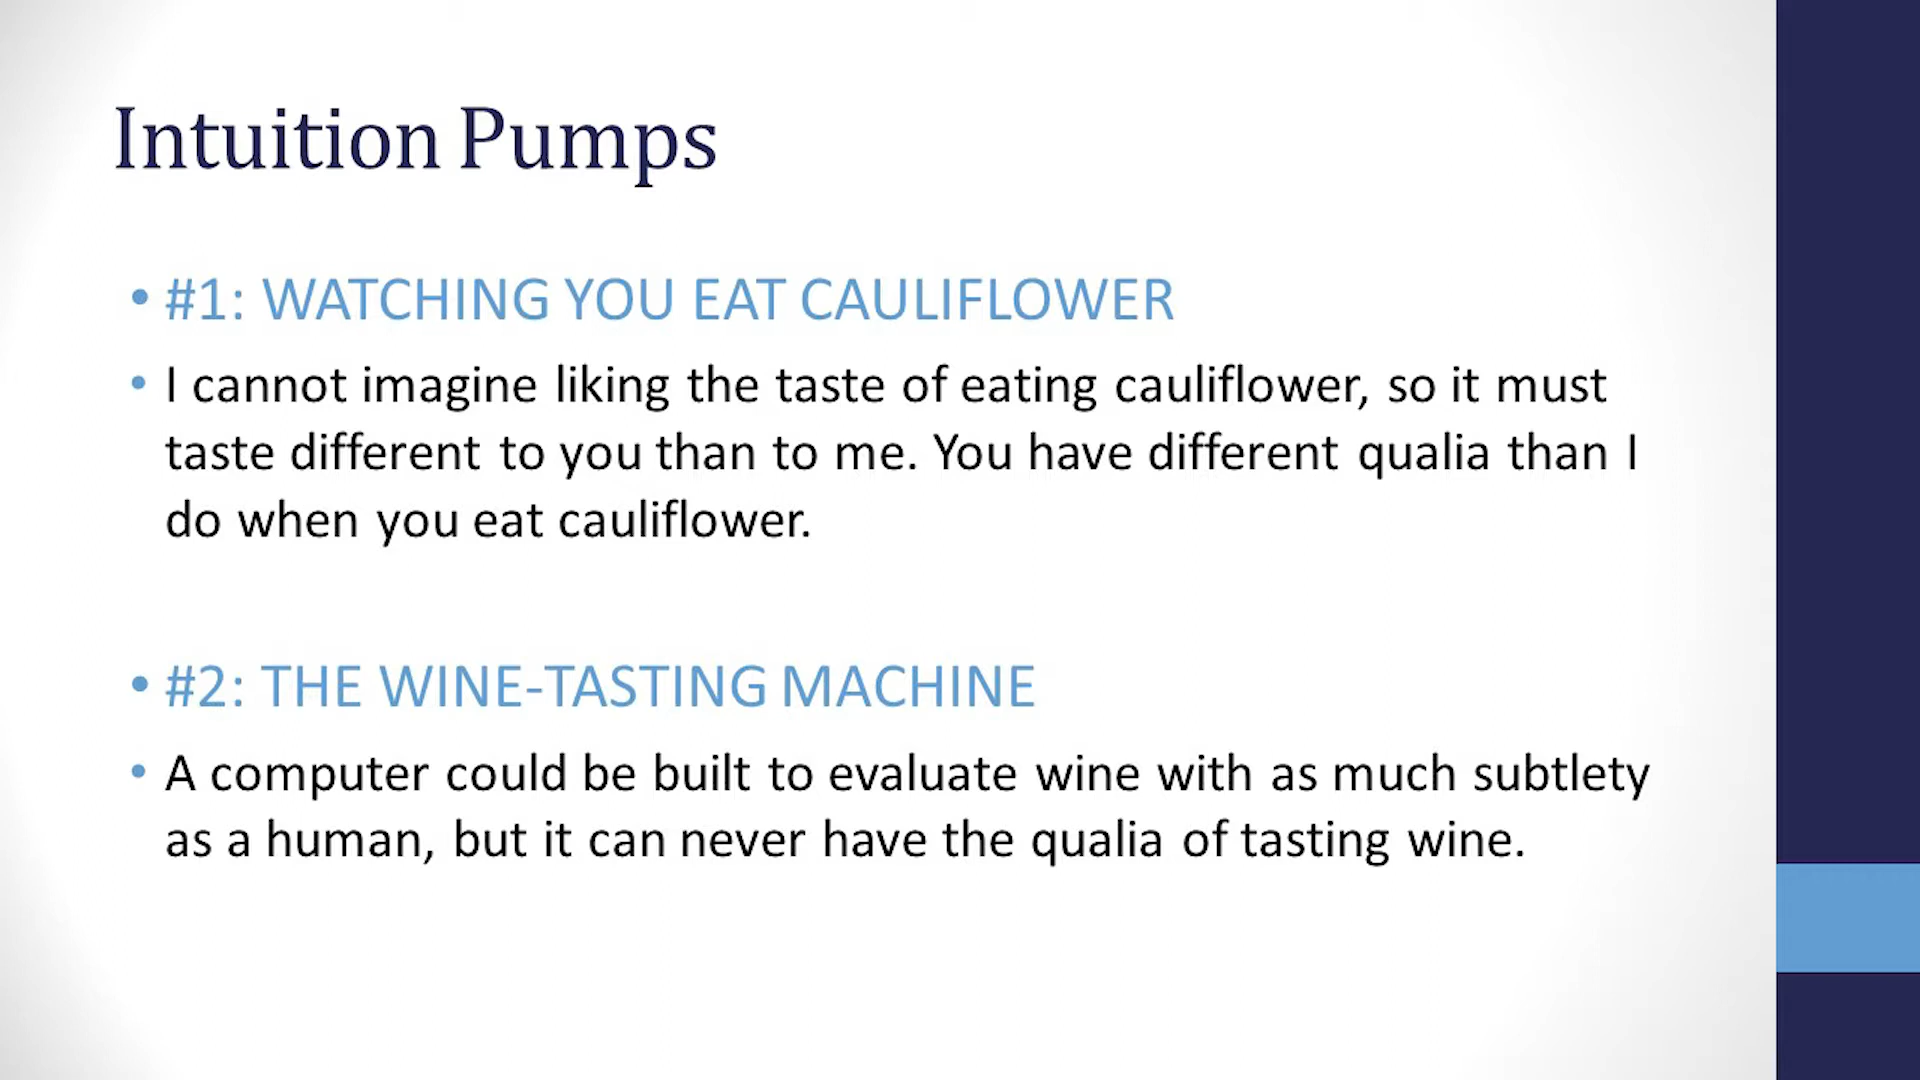 Intuition Pumps
• #1: WATCHING YOU EAT CAULIFLOWER
• I cannot imagine liking the taste of eating cauliflower, so it must
taste different to you than to me. You have different qualia than I
do when you eat cauliflower.
• #2: THE WINE-TASTING MACHINE
• A computer could be built to evaluate wine with as much subtlety
as a human, but it can never have the qualia of tasting wine.